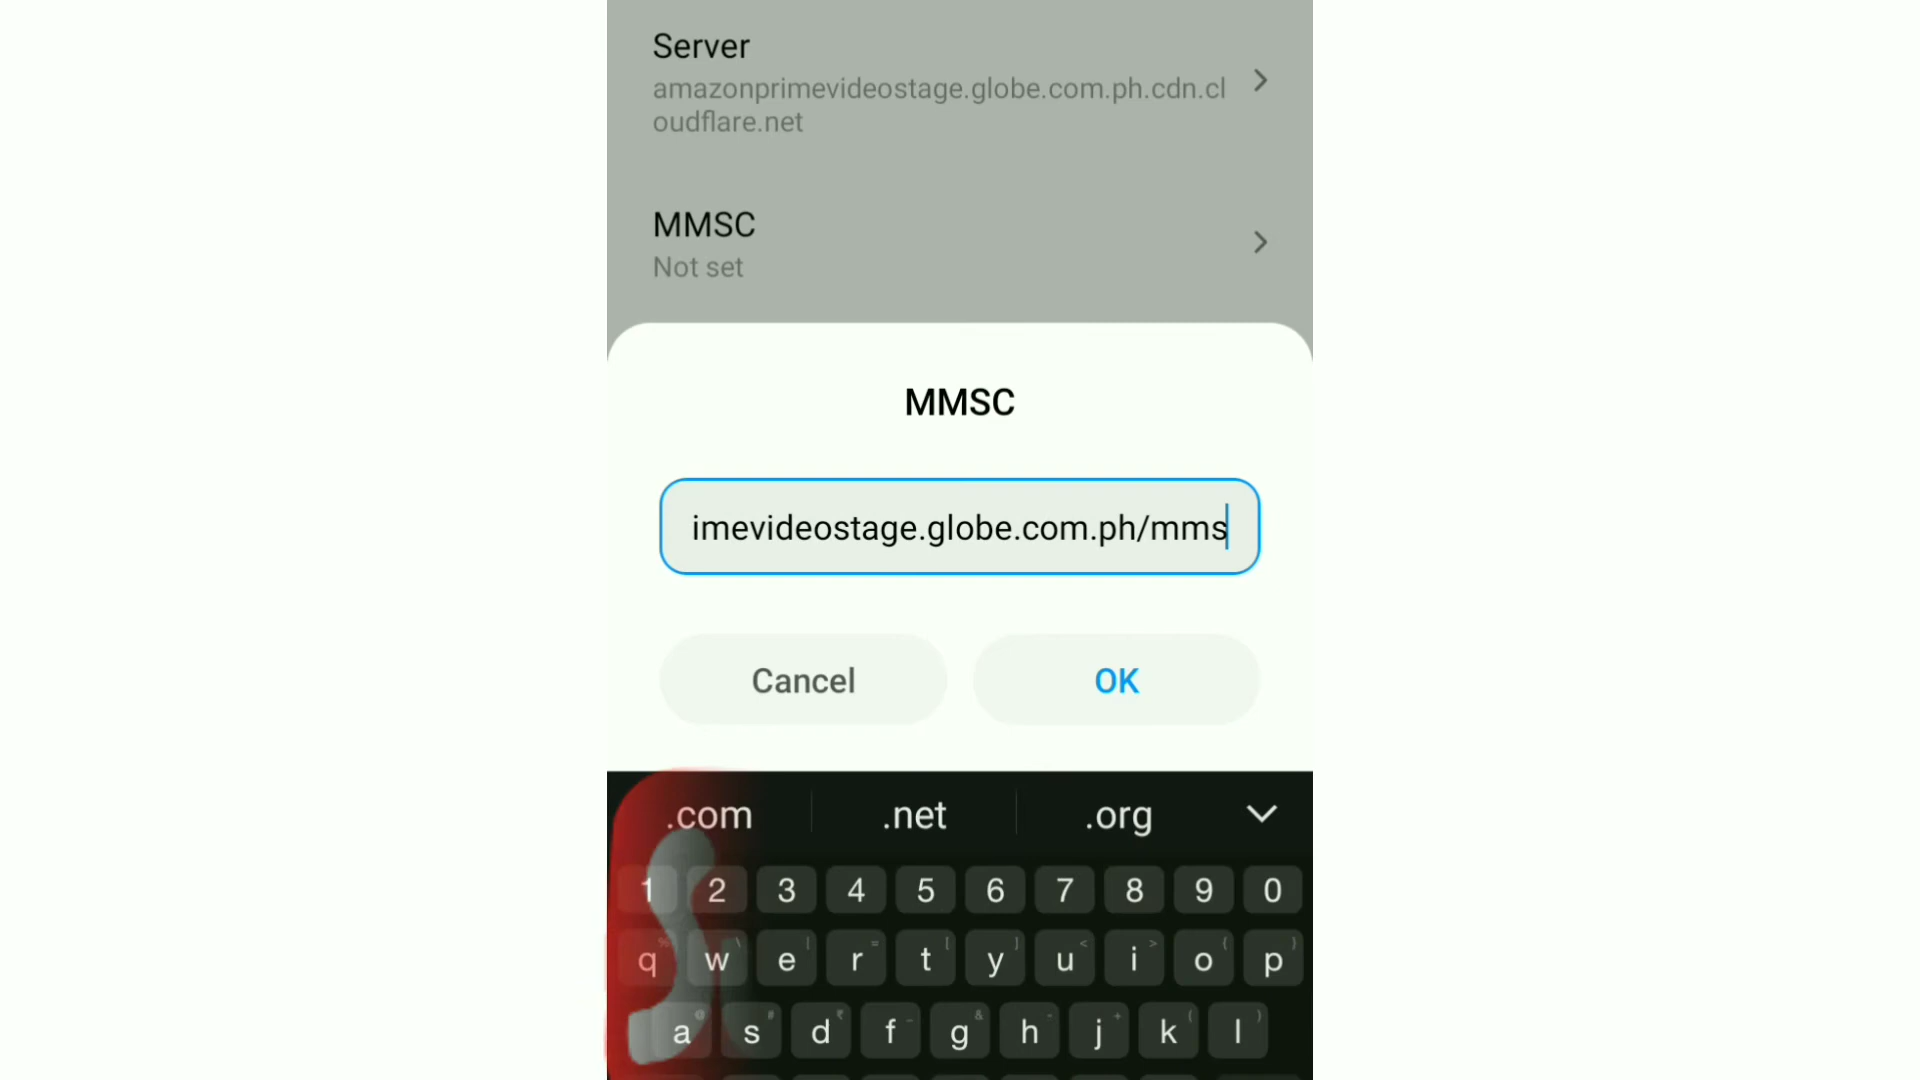 Server
amazonprimevideostage.globe.com.ph.cdn.cl
oudflare.net
MMSC
Not set
MMSC
imevideostage.globe.com.ph/mms
Cancel OK
.com .net .org
1 2 3 4 5 6 7 8 9 0
q w e r t y u i o p
a s d f g h j k l